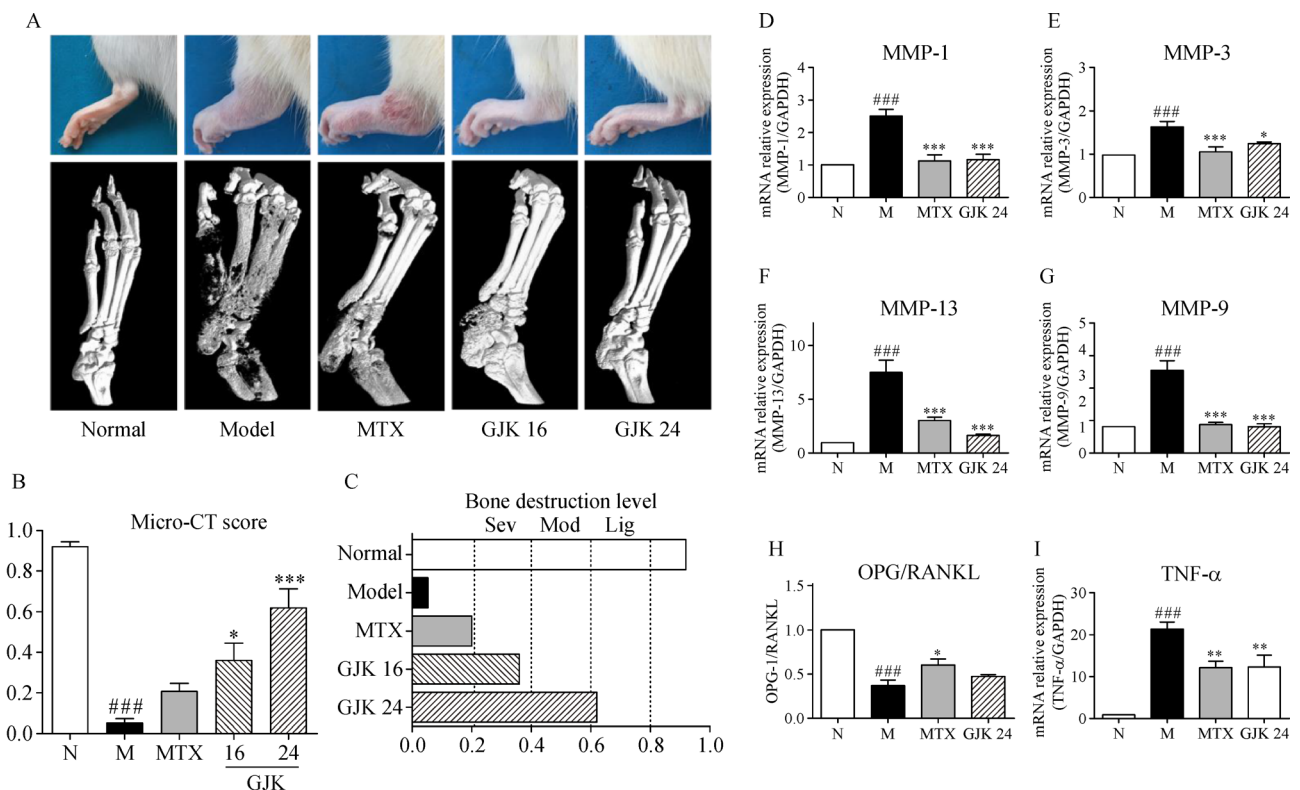 A
Normal
Model
MTX
GJK 16
GJK 24
B
Micro-CT score
1.0
0.8
0.6
0.4
0.2
0.0
###
*
***
N
M
MTX
16
24
GJK
C
Bone destruction level
Sev
Mod
Lig
Normal
Model
MTX
GJK 16
GJK 24
0.0
0.2
0.4
0.6
0.8
1.0
D
MMP-1
mRNA relative expression
(MMP-1/GAPDH)
4
3
2
1
0
###
***
***
N
M
MTX
GJK 24
E
MMP-3
mRNA relative expression
(MMP-3/GAPDH)
3
2
1
0
###
***
*
N
M
MTX
GJK 24
F
MMP-13
mRNA relative expression
(MMP-13/GAPDH)
10
5
0
###
***
***
N
M
MTX
GJK 24
G
MMP-9
mRNA relative expression
(MMP-9/GAPDH)
5
4
3
2
1
0
###
***
***
N
M
MTX
GJK 24
H
OPG/RANKL
OPG-1/RANKL
1.5
1.0
0.5
0.0
###
*
N
M
MTX
GJK 24
I
TNF-α
mRNA relative expression
(TNF-α/GAPDH)
30
20
10
0
###
**
**
N
M
MTX
GJK 24